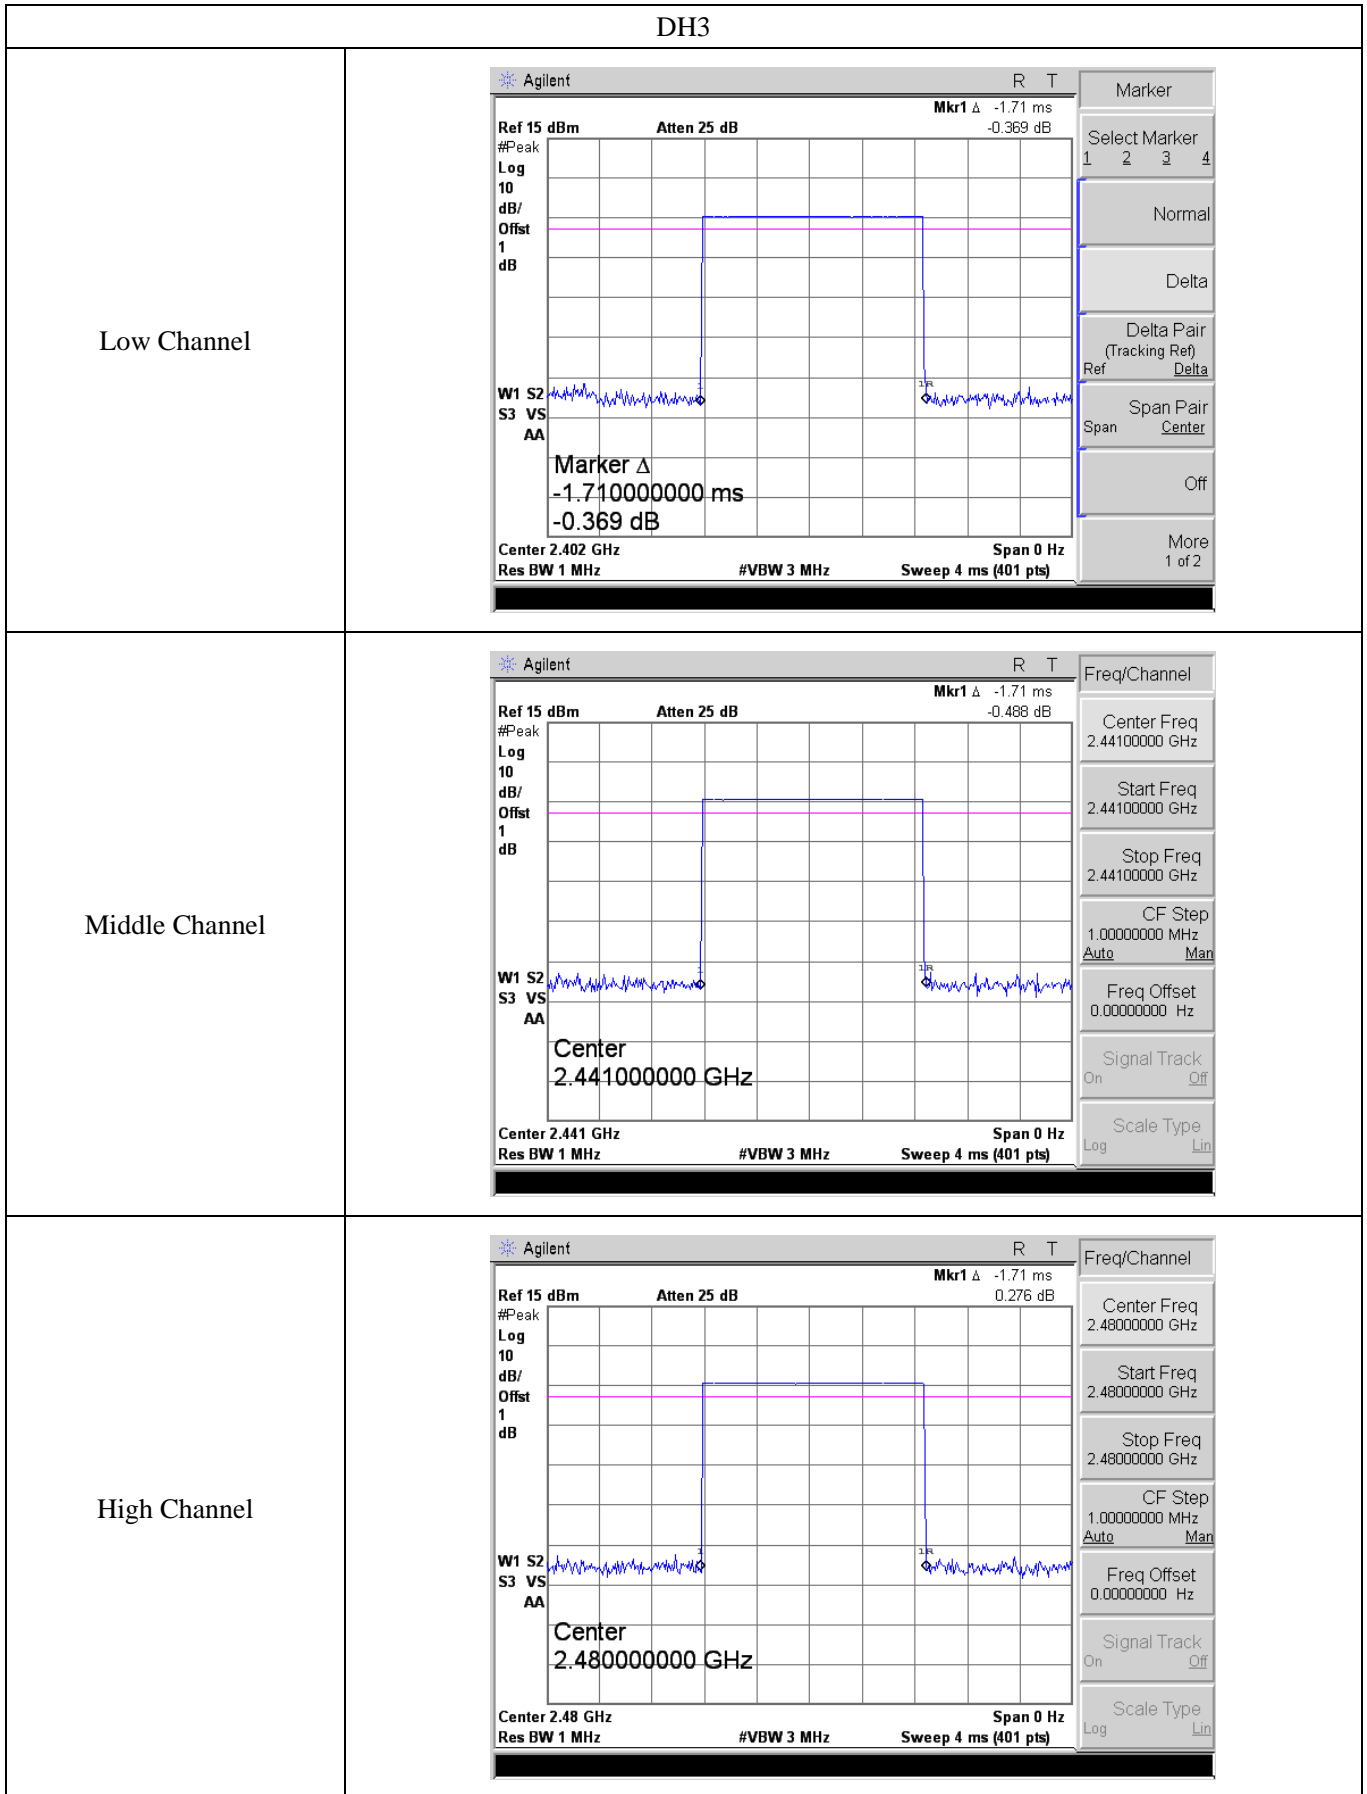 DH3
Low Channel
Agilent R T
Mkr1 Δ -1.71 ms
Ref 15 dBm Atten 25 dB -0.369 dB
#Peak
Log
10
dB/
Offst
1
dB
1 1R
W1 S2
S3 VS
AA
Marker Δ
-1.710000000 ms
-0.369 dB
Center 2.402 GHz Span 0 Hz
Res BW 1 MHz #VBW 3 MHz Sweep 4 ms (401 pts)
Marker
Select Marker
1 2 3 4
Normal
Delta
Delta Pair
(Tracking Ref)
Ref Delta
Span Pair
Span Center
Off
More
1 of 2
Middle Channel
Agilent R T
Mkr1 Δ -1.71 ms
Ref 15 dBm Atten 25 dB -0.488 dB
#Peak
Log
10
dB/
Offst
1
dB
1 1R
W1 S2
S3 VS
AA
Center
2.441000000 GHz
Center 2.441 GHz Span 0 Hz
Res BW 1 MHz #VBW 3 MHz Sweep 4 ms (401 pts)
Freq/Channel
Center Freq
2.44100000 GHz
Start Freq
2.44100000 GHz
Stop Freq
2.44100000 GHz
CF Step
1.00000000 MHz
Auto Man
Freq Offset
0.00000000 Hz
Signal Track
On Off
Scale Type
Log Lin
High Channel
Agilent R T
Mkr1 Δ -1.71 ms
Ref 15 dBm Atten 25 dB 0.276 dB
#Peak
Log
10
dB/
Offst
1
dB
1 1R
W1 S2
S3 VS
AA
Center
2.480000000 GHz
Center 2.48 GHz Span 0 Hz
Res BW 1 MHz #VBW 3 MHz Sweep 4 ms (401 pts)
Freq/Channel
Center Freq
2.48000000 GHz
Start Freq
2.48000000 GHz
Stop Freq
2.48000000 GHz
CF Step
1.00000000 MHz
Auto Man
Freq Offset
0.00000000 Hz
Signal Track
On Off
Scale Type
Log Lin